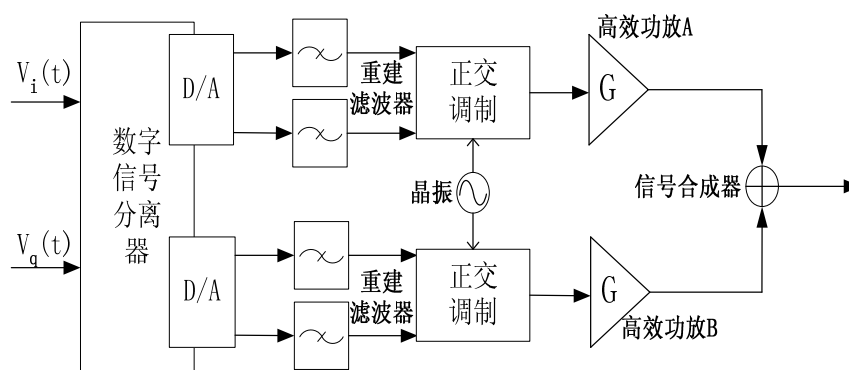 V_i(t)
V_q(t)
数字
信号
分离
器
D/A
D/A
重建
滤波器
重建
滤波器
正交
调制
晶振
正交
调制
高效功放A
G
G
高效功放B
信号合成器